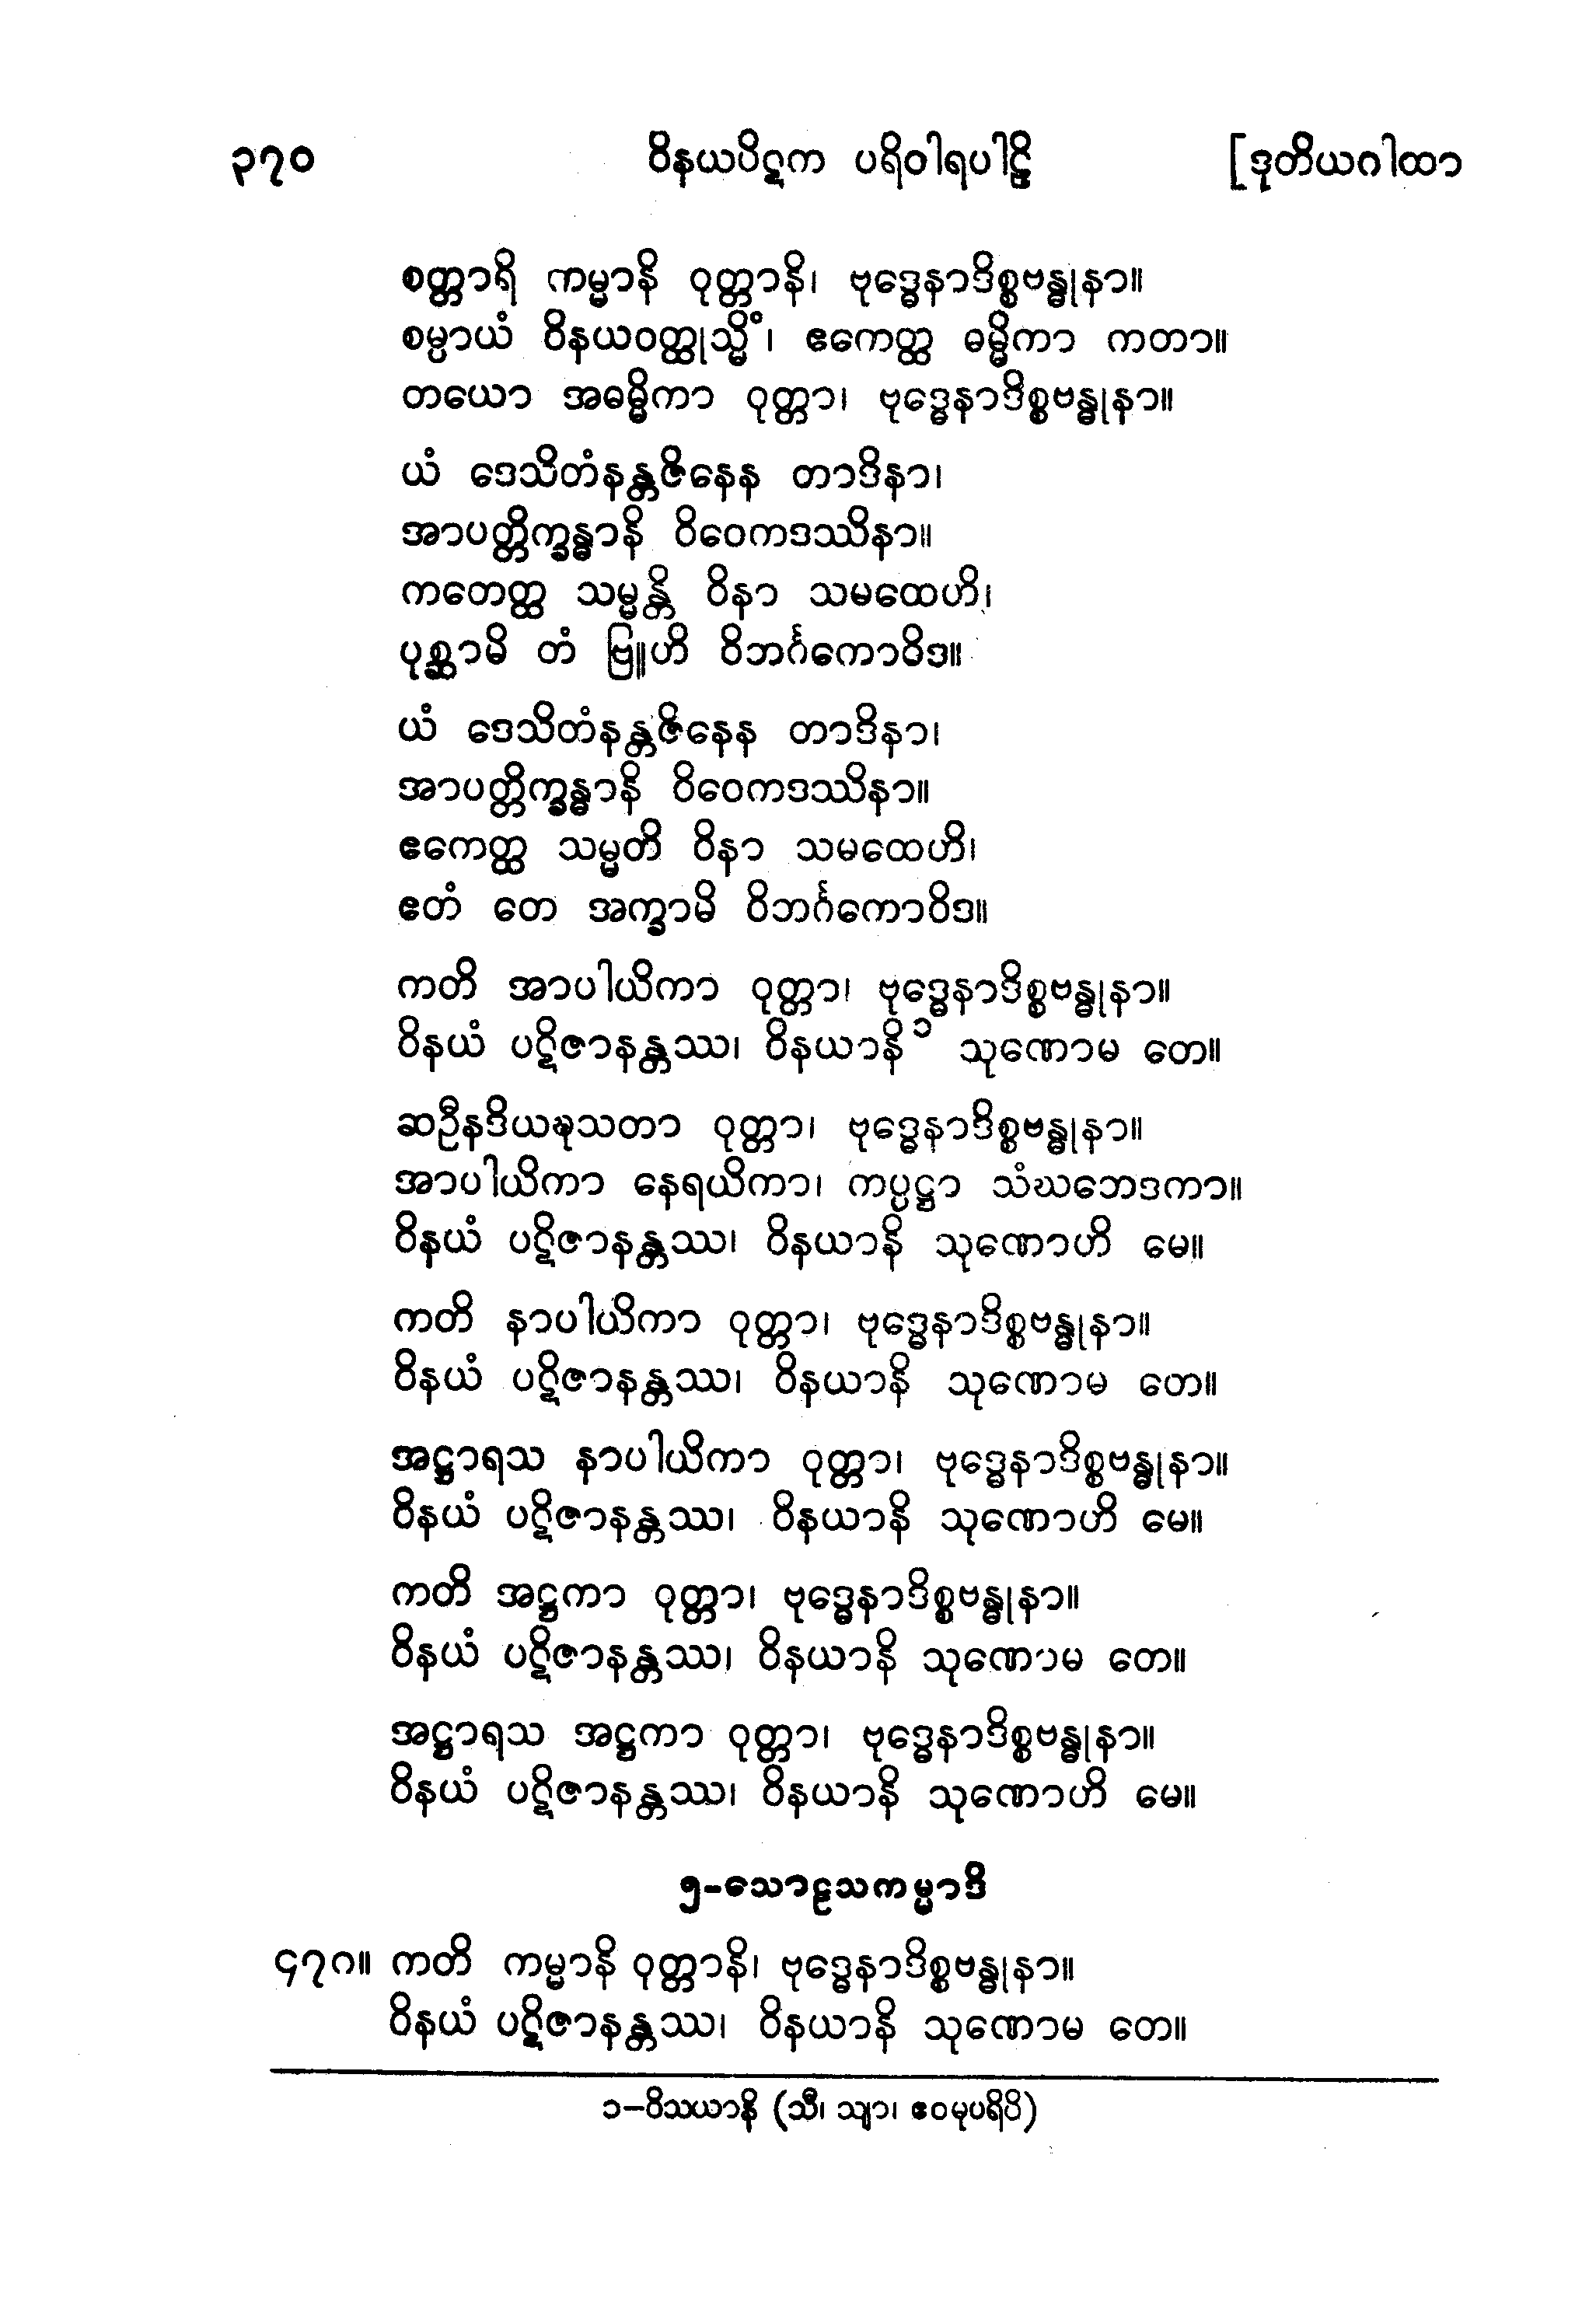 ၃၇၀ ဝိနယပိဋက ပရိဝါရပါဠိ [ဒုတိယဂါထာ
စတ္တာရိ ကမ္မာနိ ဝုတ္တာနိ၊ ဗုဒ္ဓေနာဒိစ္စဗန္ဓုနာ။
စမ္ပာယံ ဝိနယဝတ္ထုသ္မိံ၊ ဧကေတ္ထ ဓမ္မိကာ ကတာ။
တယော အဓမ္မိကာ ဝုတ္တာ၊ ဗုဒ္ဓေနာဒိစ္စဗန္ဓုနာ။
ယံ ဒေသိတံနန္တဇိနေန တာဒိနာ၊
အာပတ္တိက္ခန္ဓာနိ ဝိဝေကဒဿိနာ။
ကတေတ္ထ သမ္မန္တိ ဝိနာ သမထေဟိ၊
ပုစ္ဆာမိ တံ ဗြူဟိ ဝိဘင်္ဂကောဝိဒ။
ယံ ဒေသိတံနန္တဇိနေန တာဒိနာ၊
အာပတ္တိက္ခန္ဓာနိ ဝိဝေကဒဿိနာ။
ဧကေတ္ထ သမ္မတိ ဝိနာ သမထေဟိ၊
ဧတံ တေ အက္ခာမိ ဝိဘင်္ဂကောဝိဒ။
ကတိ အာပါယိကာ ဝုတ္တာ၊ ဗုဒ္ဓေနာဒိစ္စဗန္ဓုနာ။
ဝိနယံ ပဋိဇာနန္တဿ၊ ဝိနယာနိ ၁ သုဏောမ တေ။
ဆဦနဒိယဍ္ဎသတာ ဝုတ္တာ၊ ဗုဒ္ဓေနာဒိစ္စဗန္ဓုနာ။
အာပါယိကာ နေရယိကာ၊ ကပ္ပဋ္ဌာ သံဃဘေဒကာ။
ဝိနယံ ပဋိဇာနန္တဿ၊ ဝိနယာနိ သုဏောဟိ မေ။
ကတိ နာပါယိကာ ဝုတ္တာ၊ ဗုဒ္ဓေနာဒိစ္စဗန္ဓုနာ။
ဝိနယံ ပဋိဇာနန္တဿ၊ ဝိနယာနိ သုဏောမ တေ။
အဋ္ဌာရသ နာပါယိကာ ဝုတ္တာ၊ ဗုဒ္ဓေနာဒိစ္စဗန္ဓုနာ။
ဝိနယံ ပဋိဇာနန္တဿ၊ ဝိနယာနိ သုဏောဟိ မေ။
ကတိ အဋ္ဌကာ ဝုတ္တာ၊ ဗုဒ္ဓေနာဒိစ္စဗန္ဓုနာ။
ဝိနယံ ပဋိဇာနန္တဿ၊ ဝိနယာနိ သုဏောမ တေ။
အဋ္ဌာရသ အဋ္ဌကာ ဝုတ္တာ၊ ဗုဒ္ဓေနာဒိစ္စဗန္ဓုနာ။
ဝိနယံ ပဋိဇာနန္တဿ၊ ဝိနယာနိ သုဏောဟိ မေ။
၅-သောဠသကမ္မာဒိ
၄၇၈။ ကတိ ကမ္မာနိ ဝုတ္တာနိ၊ ဗုဒ္ဓေနာဒိစ္စဗန္ဓုနာ။
ဝိနယံ ပဋိဇာနန္တဿ၊ ဝိနယာနိ သုဏောမ တေ။
၁-ဝိသယာနိ (သီ၊ သျာ၊ ဧဝမုပရိပိ)